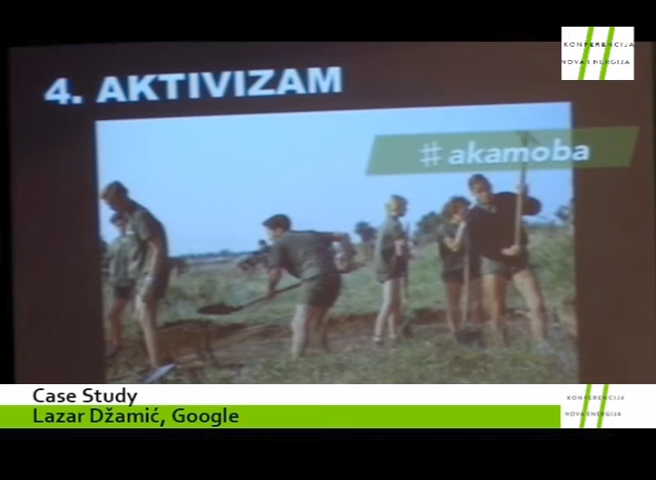 KONFERENCIJA
NOVA ENERGIJA
4. AKTIVIZAM
#akamoba
Case Study
Lazar Džamić, Google
KONFERENCIJA
NOVA ENERGIJA